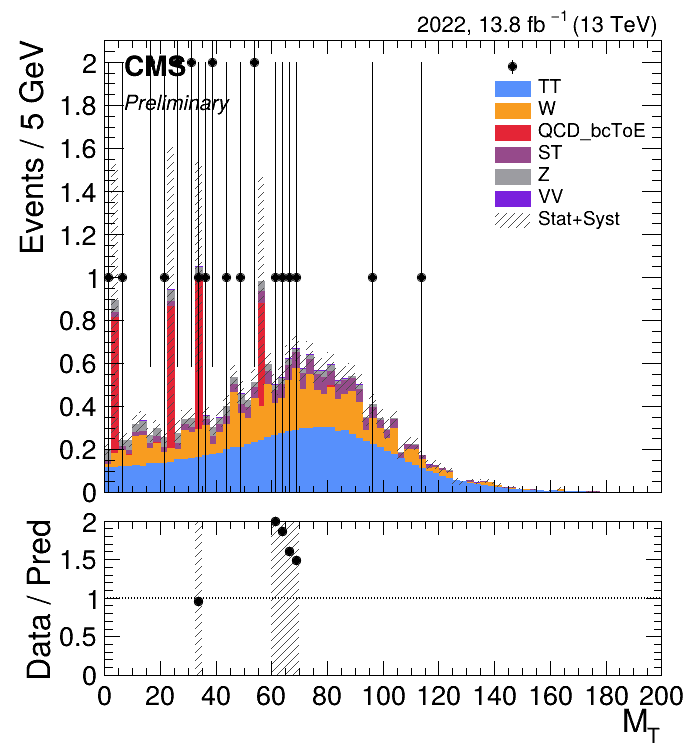 2022, 13.8 fb⁻¹ (13 TeV)
CMS
Preliminary
Events / 5 GeV
2
1.8
1.6
1.4
1.2
1
0.8
0.6
0.4
0.2
0
TT
W
QCD_bcToE
ST
Z
VV
Stat+Syst
Data / Pred
2
1.5
1
0.5
0
0 20 40 60 80 100 120 140 160 180 200
M_T